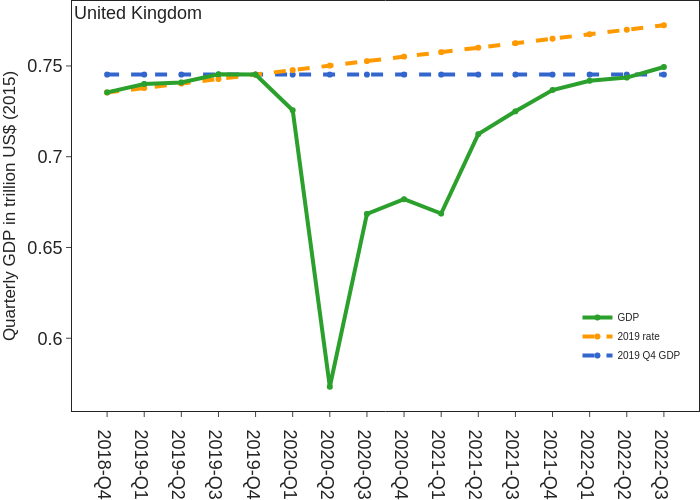 United Kingdom
Quarterly GDP in trillion US$ (2015)
0.75
0.7
0.65
0.6
GDP
2019 rate
2019 Q4 GDP
2018-Q4
2019-Q1
2019-Q2
2019-Q3
2019-Q4
2020-Q1
2020-Q2
2020-Q3
2020-Q4
2021-Q1
2021-Q2
2021-Q3
2021-Q4
2022-Q1
2022-Q2
2022-Q3